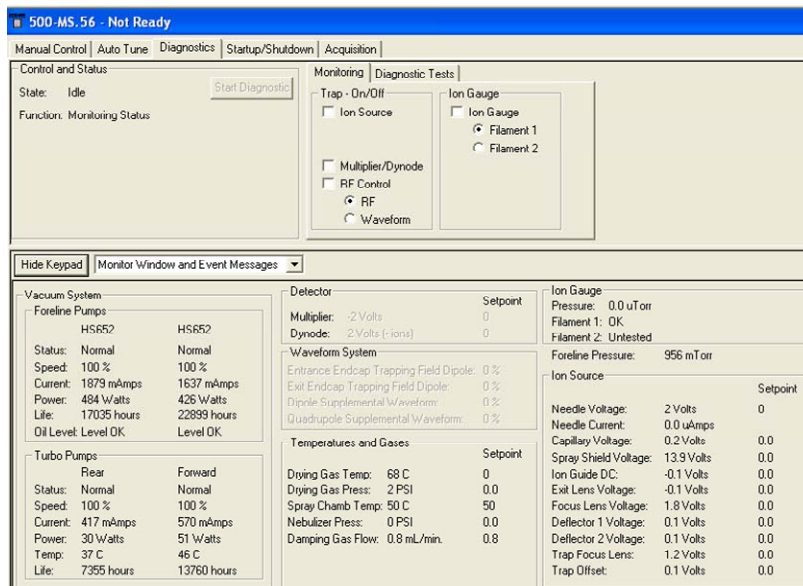 500-MS.56 - Not Ready
Manual Control Auto Tune Diagnostics Startup/Shutdown Acquisition
Control and Status
State: Idle
Start Diagnostic
Function: Monitoring Status
Monitoring Diagnostic Tests
Trap - On/Off
Ion Source
Multiplier/Dynode
RF Control
RF
Waveform
Ion Gauge
Ion Gauge
Filament 1
Filament 2
Hide Keypad Monitor Window and Event Messages
Vacuum System
Foreline Pumps
HS652 HS652
Status: Normal Normal
Speed: 100 % 100 %
Current: 1879 mAmps 1637 mAmps
Power: 484 Watts 426 Watts
Life: 17035 hours 22899 hours
Oil Level: Level OK Level OK
Turbo Pumps
Rear Forward
Status: Normal Normal
Speed: 100 % 100 %
Current: 417 mAmps 570 mAmps
Power: 30 Watts 51 Watts
Temp: 37 C 46 C
Life: 7355 hours 13760 hours
Detector
Setpoint
Multiplier: -2 Volts 0
Dynode: 2 Volts (- ions) 0
Waveform System
Entrance Endcap Trapping Field Dipole: 0 %
Exit Endcap Trapping Field Dipole: 0 %
Dipole Supplemental Waveform: 0 %
Quadrupole Supplemental Waveform: 0 %
Temperatures and Gases
Setpoint
Drying Gas Temp: 68 C 0
Drying Gas Press: 2 PSI 0.0
Spray Chamb Temp: 50 C 50
Nebulizer Press: 0 PSI 0.0
Damping Gas Flow: 0.8 mL/min. 0.8
Ion Gauge
Pressure: 0.0 uTorr
Filament 1: OK
Filament 2: Untested
Foreline Pressure: 956 mTorr
Ion Source
Setpoint
Needle Voltage: 2 Volts 0
Needle Current: 0.0 uAmps
Capillary Voltage: 0.2 Volts 0.0
Spray Shield Voltage: 13.9 Volts 0.0
Ion Guide DC: -0.1 Volts 0.0
Exit Lens Voltage: -0.1 Volts 0.0
Focus Lens Voltage: 1.8 Volts 0.0
Deflector 1 Voltage: 0.1 Volts 0.0
Deflector 2 Voltage: 0.1 Volts 0.0
Trap Focus Lens: 1.2 Volts 0.0
Trap Offset: 0.1 Volts 0.0